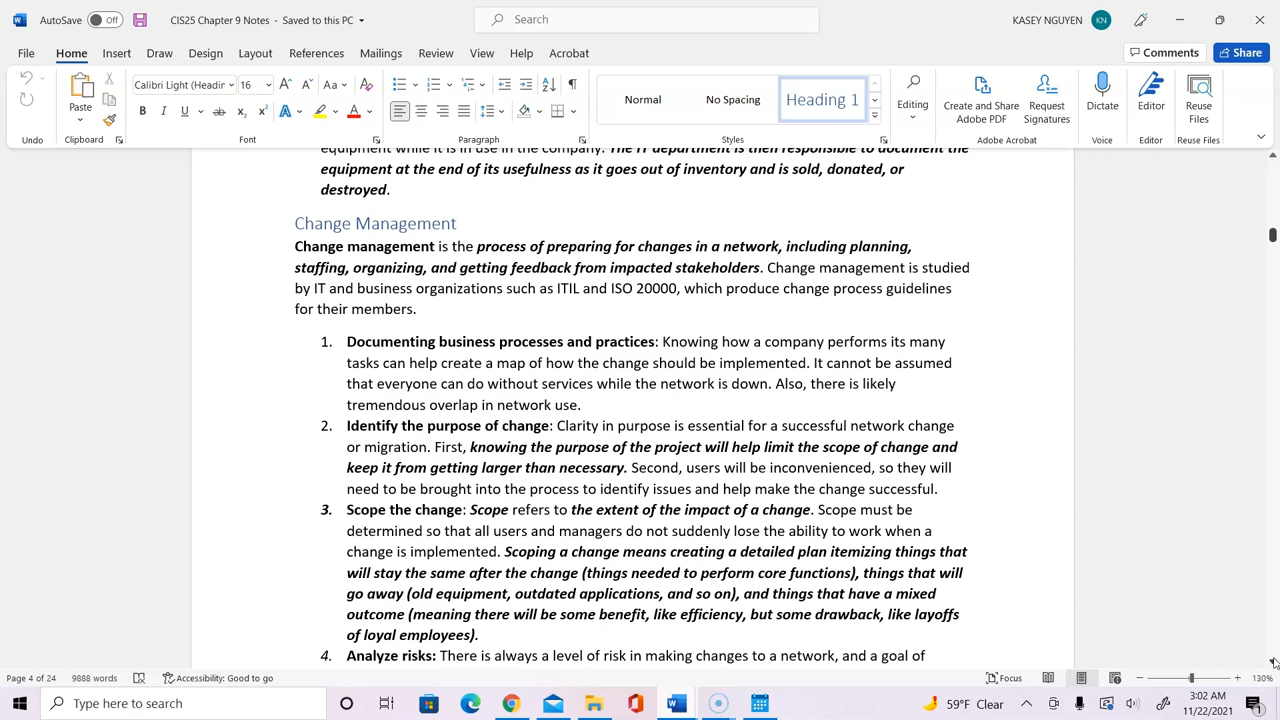 AutoSave Off CIS25 Chapter 9 Notes - Saved to this PC Search KASEY NGUYEN KN
File Home Insert Draw Design Layout References Mailings Review View Help Acrobat Comments Share
Calibri Light (Headir 16 Aa
Paste
Normal No Spacing Heading 1
Editing Create and Share Adobe PDF Request Signatures Dictate Editor Reuse Files
Undo Clipboard Font Paragraph Styles Adobe Acrobat Voice Editor Reuse Files
equipment while it is in use in the company. The IT department is then responsible to document the
equipment at the end of its usefulness as it goes out of inventory and is sold, donated, or
destroyed.
Change Management
Change management is the process of preparing for changes in a network, including planning,
staffing, organizing, and getting feedback from impacted stakeholders. Change management is studied
by IT and business organizations such as ITIL and ISO 20000, which produce change process guidelines
for their members.
1. Documenting business processes and practices: Knowing how a company performs its many
tasks can help create a map of how the change should be implemented. It cannot be assumed
that everyone can do without services while the network is down. Also, there is likely
tremendous overlap in network use.
2. Identify the purpose of change: Clarity in purpose is essential for a successful network change
or migration. First, knowing the purpose of the project will help limit the scope of change and
keep it from getting larger than necessary. Second, users will be inconvenienced, so they will
need to be brought into the process to identify issues and help make the change successful.
3. Scope the change: Scope refers to the extent of the impact of a change. Scope must be
determined so that all users and managers do not suddenly lose the ability to work when a
change is implemented. Scoping a change means creating a detailed plan itemizing things that
will stay the same after the change (things needed to perform core functions), things that will
go away (old equipment, outdated applications, and so on), and things that have a mixed
outcome (meaning there will be some benefit, like efficiency, but some drawback, like layoffs
of loyal employees).
4. Analyze risks: There is always a level of risk in making changes to a network, and a goal of
Page 4 of 24 9888 words Accessibility: Good to go Focus 130%
Type here to search 59°F Clear 3:02 AM
11/22/2021 1